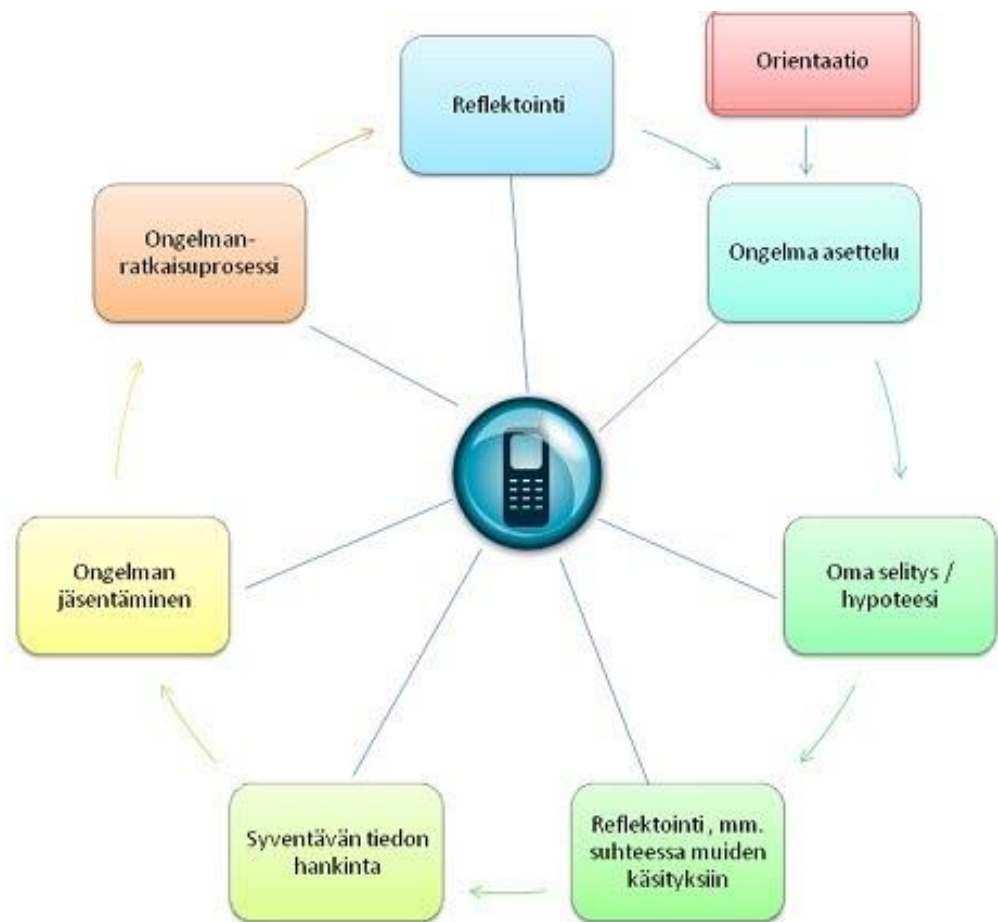 Orientaatio
Reflektointi
Ongelma asettelu
Ongelman-
ratkaisuprosessi
Oma selitys /
hypoteesi
Ongelman
jäsentäminen
Reflektointi , mm.
suhteessa muiden
käsityksiin
Syventävän tiedon
hankinta